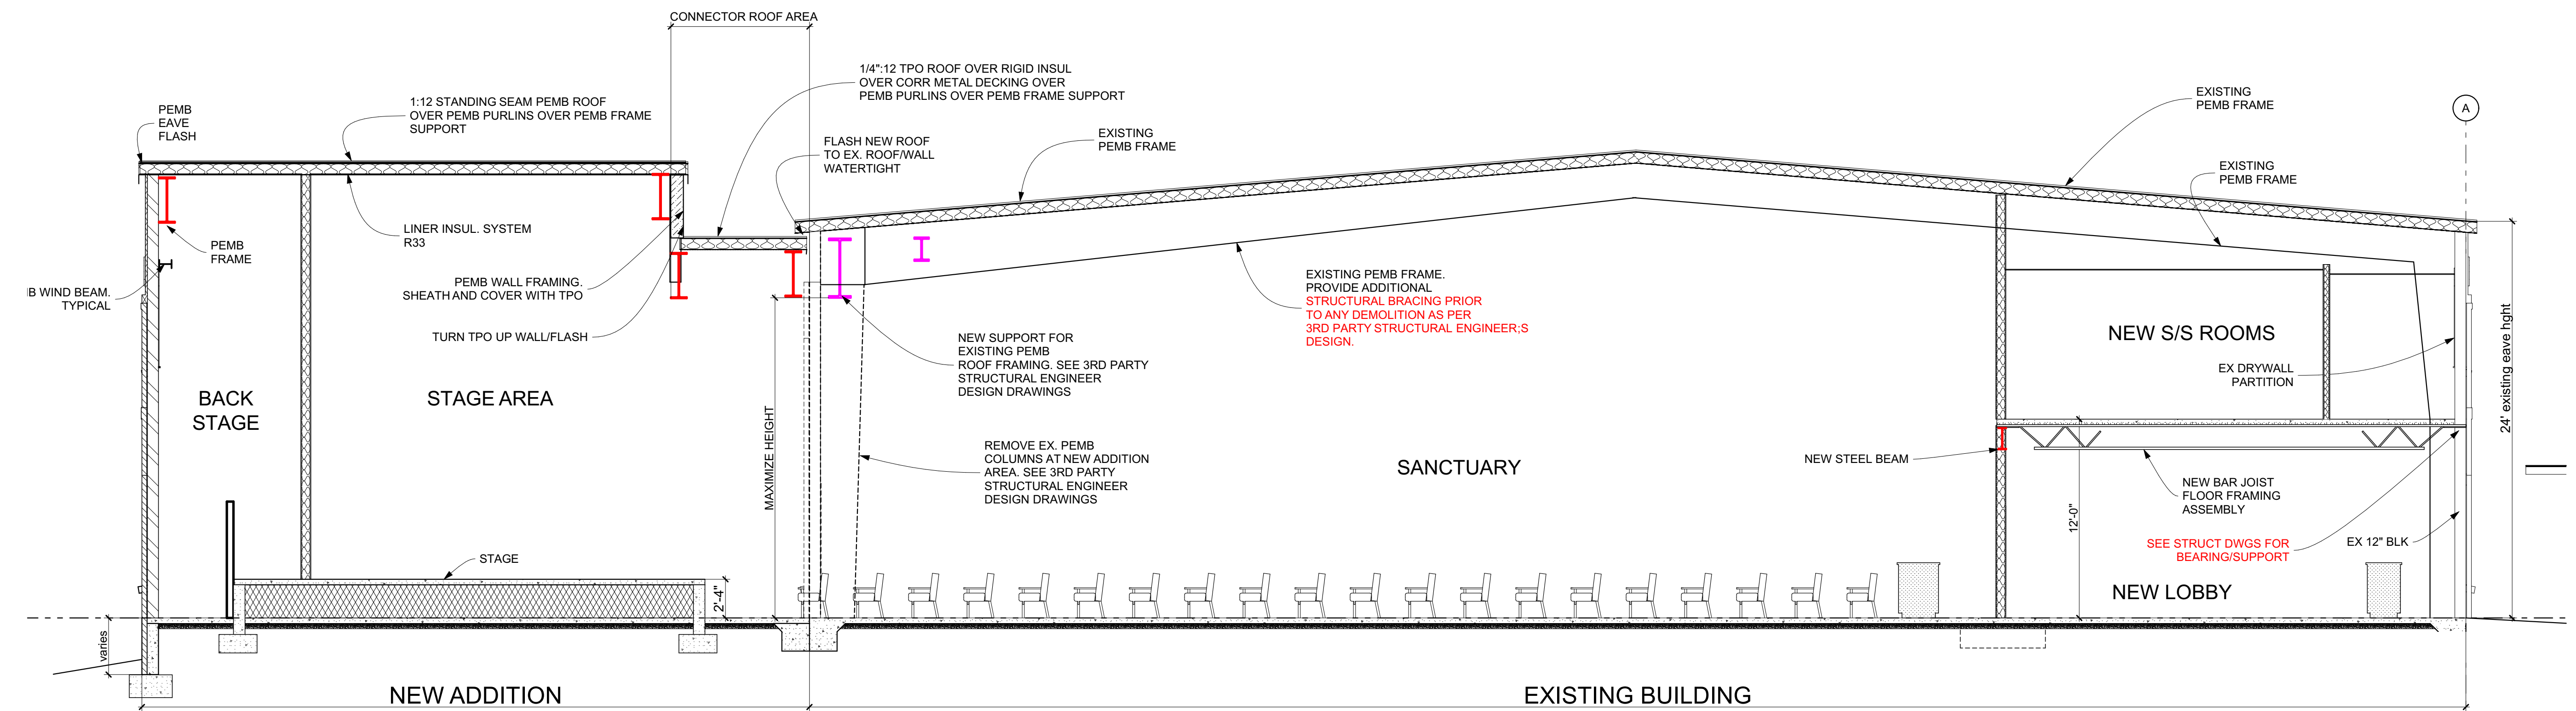 CONNECTOR ROOF AREA
1/4":12 TPO ROOF OVER RIGID INSUL
OVER CORR METAL DECKING OVER
PEMB PURLINS OVER PEMB FRAME SUPPORT
PEMB
EAVE
FLASH
1:12 STANDING SEAM PEMB ROOF
OVER PEMB PURLINS OVER PEMB FRAME
SUPPORT
FLASH NEW ROOF
TO EX. ROOF/WALL
WATERTIGHT
EXISTING
PEMB FRAME
EXISTING
PEMB FRAME
A
EXISTING
PEMB FRAME
LINER INSUL. SYSTEM
R33
PEMB
FRAME
PEMB WALL FRAMING.
SHEATH AND COVER WITH TPO
B WIND BEAM.
TYPICAL
TURN TPO UP WALL/FLASH
EXISTING PEMB FRAME.
PROVIDE ADDITIONAL
STRUCTURAL BRACING PRIOR
TO ANY DEMOLITION AS PER
3RD PARTY STRUCTURAL ENGINEER;S
DESIGN.
NEW SUPPORT FOR
EXISTING PEMB
ROOF FRAMING. SEE 3RD PARTY
STRUCTURAL ENGINEER
DESIGN DRAWINGS
NEW S/S ROOMS
EX DRYWALL
PARTITION
24' existing eave hght
BACK
STAGE
STAGE AREA
MAXIMIZE HEIGHT
REMOVE EX. PEMB
COLUMNS AT NEW ADDITION
AREA. SEE 3RD PARTY
STRUCTURAL ENGINEER
DESIGN DRAWINGS
SANCTUARY
NEW STEEL BEAM
NEW BAR JOIST
FLOOR FRAMING
ASSEMBLY
12'-0"
SEE STRUCT DWGS FOR
BEARING/SUPPORT
EX 12" BLK
STAGE
2'-4"
NEW LOBBY
varies
NEW ADDITION
EXISTING BUILDING